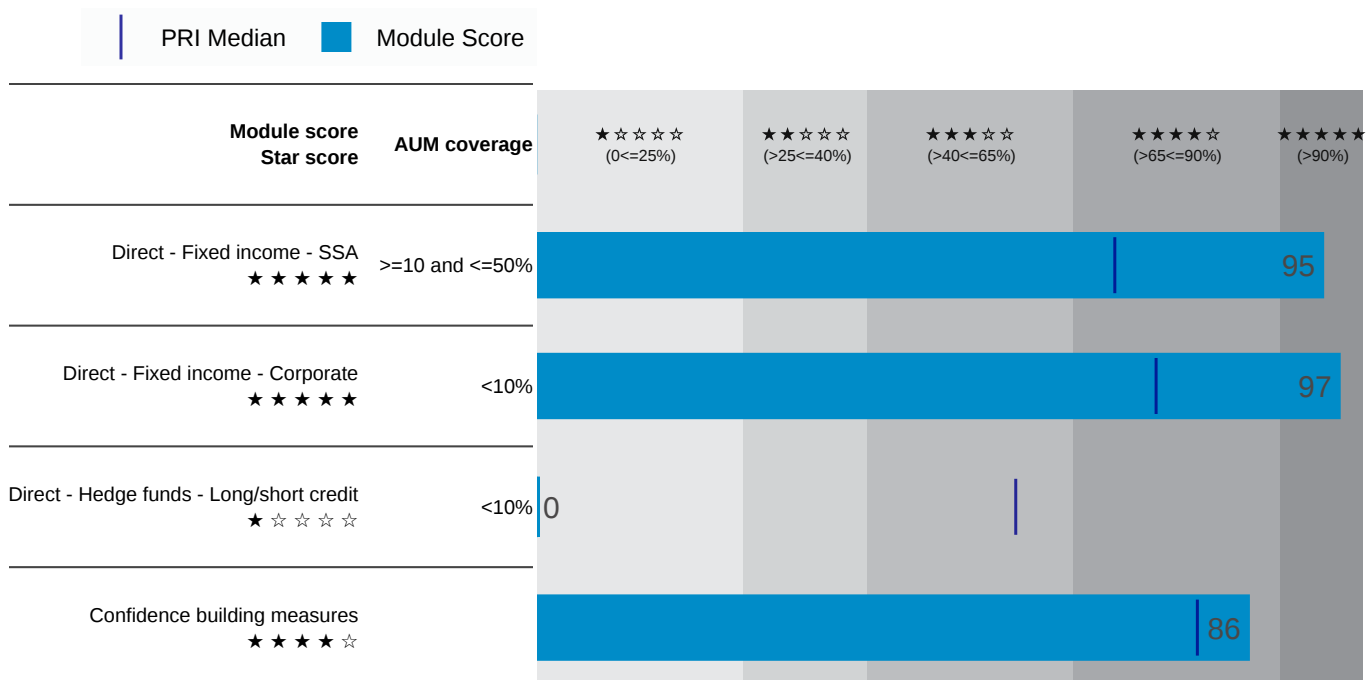 PRI Median Module Score
Module score
Star score
AUM coverage
★☆☆☆☆
(0<=25%)
★★☆☆☆
(>25<=40%)
★★★☆☆
(>40<=65%)
★★★★☆
(>65<=90%)
★★★★★
(>90%)
Direct - Fixed income - SSA
★★★★★
>=10 and <=50%
95
Direct - Fixed income - Corporate
★★★★★
<10%
97
Direct - Hedge funds - Long/short credit
★☆☆☆☆
<10%
0
Confidence building measures
★★★★☆
86